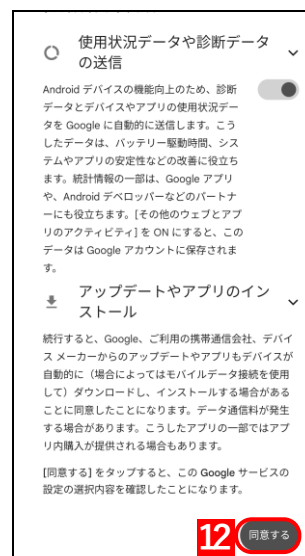 使用状況データや診断データ
の送信
Android デバイスの機能向上のため、診断
データとデバイスやアプリの使用状況デー
タを Google に自動的に送信します。こう
したデータは、バッテリー駆動時間、シス
テムやアプリの安定性などの改善に役立ち
ます。統計情報の一部は、Google アプリ
や、Android デベロッパーなどのパートナ
ーにも役立ちます。[その他のウェブとアプ
リのアクティビティ] を ON にすると、この
データは Google アカウントに保存されま
す。
アップデートやアプリのイン
ストール
続行すると、Google、ご利用の携帯通信会社、デバイ
ス メーカーからのアップデートやアプリもデバイスが
自動的に（場合によってはモバイルデータ接続を使用
して）ダウンロードし、インストールする場合がある
ことに同意したことになります。データ通信料が発生
する場合があります。こうしたアプリの一部ではアプ
リ内購入が提供される場合もあります。
[同意する] をタップすると、この Google サービスの
設定の選択内容を確認したことになります。
12 同意する